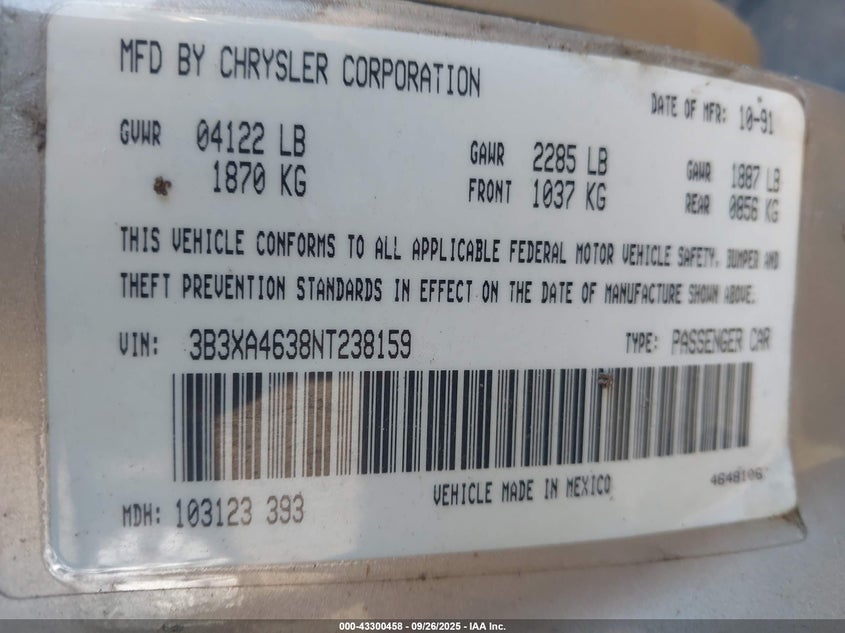 MFD BY CHRYSLER CORPORATION
DATE OF MFR: 10-91
GVWR 04122 LB
1870 KG
GAWR 2285 LB
FRONT 1037 KG
GAWR 1887 LB
REAR 0856 KG
THIS VEHICLE CONFORMS TO ALL APPLICABLE FEDERAL MOTOR VEHICLE SAFETY, BUMPER AND
THEFT PREVENTION STANDARDS IN EFFECT ON THE DATE OF MANUFACTURE SHOWN ABOVE.
VIN: 3B3XA4638NT238159
TYPE: PASSENGER CAR
MDH: 103123 393
VEHICLE MADE IN MEXICO
4648106
000-43300458 - 09/26/2025 - IAA Inc.